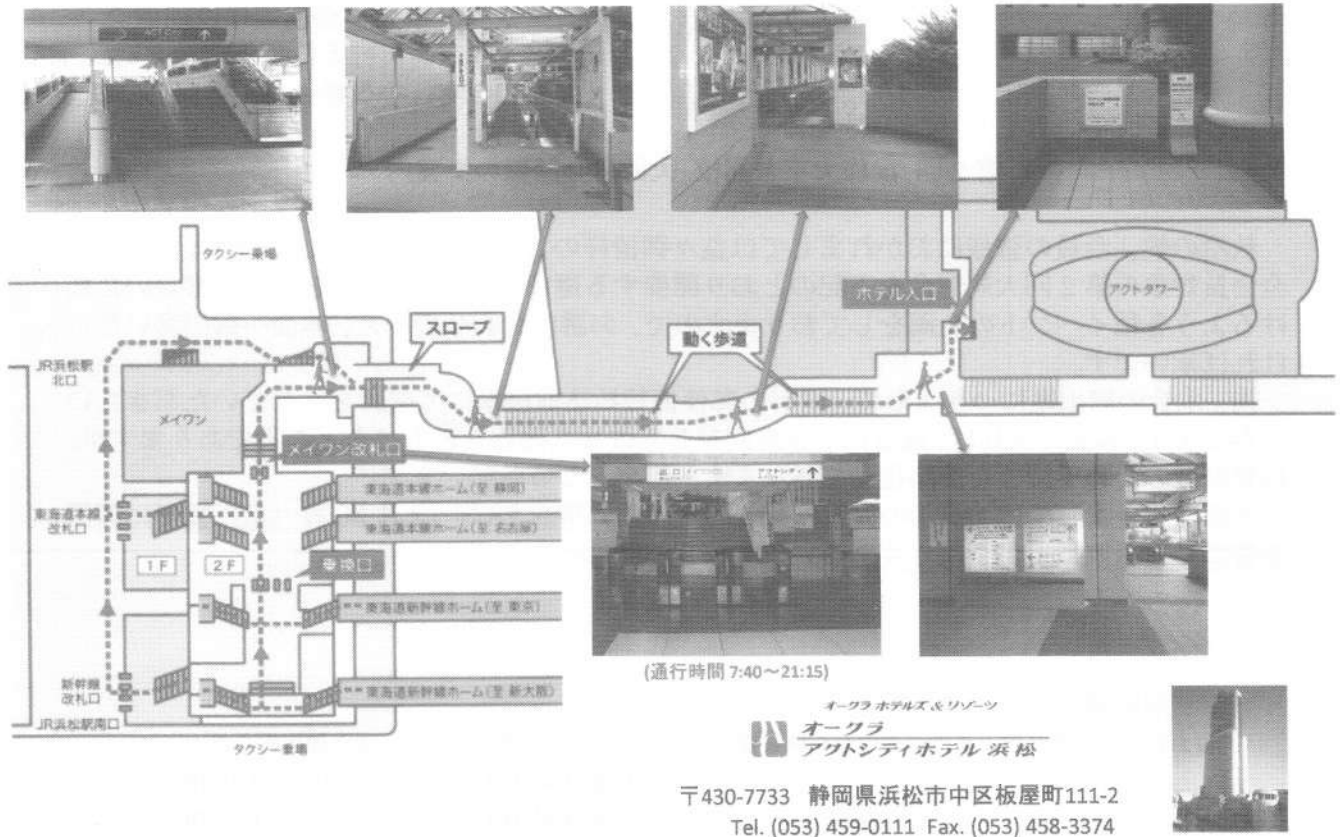 ACTCITY ↑
タクシー乗場
スロープ
動く歩道
ホテル入口
アクトタワー
JR浜松駅
北口
メイワン
メイワン改札口
東海道本線
改札口
1F
2F
東海道本線ホーム(至 静岡)
東海道本線ホーム(至 名古屋)
乗換口
東海道新幹線ホーム(至 東京)
東海道新幹線ホーム(至 新大阪)
新幹線
改札口
JR浜松駅南口
タクシー乗場
アクトシティ ↑
(通行時間 7:40～21:15)
オークラ ホテルズ & リゾーツ
オークラ
アクトシティホテル 浜松
〒430-7733 静岡県浜松市中区板屋町111-2
Tel. (053) 459-0111 Fax. (053) 458-3374